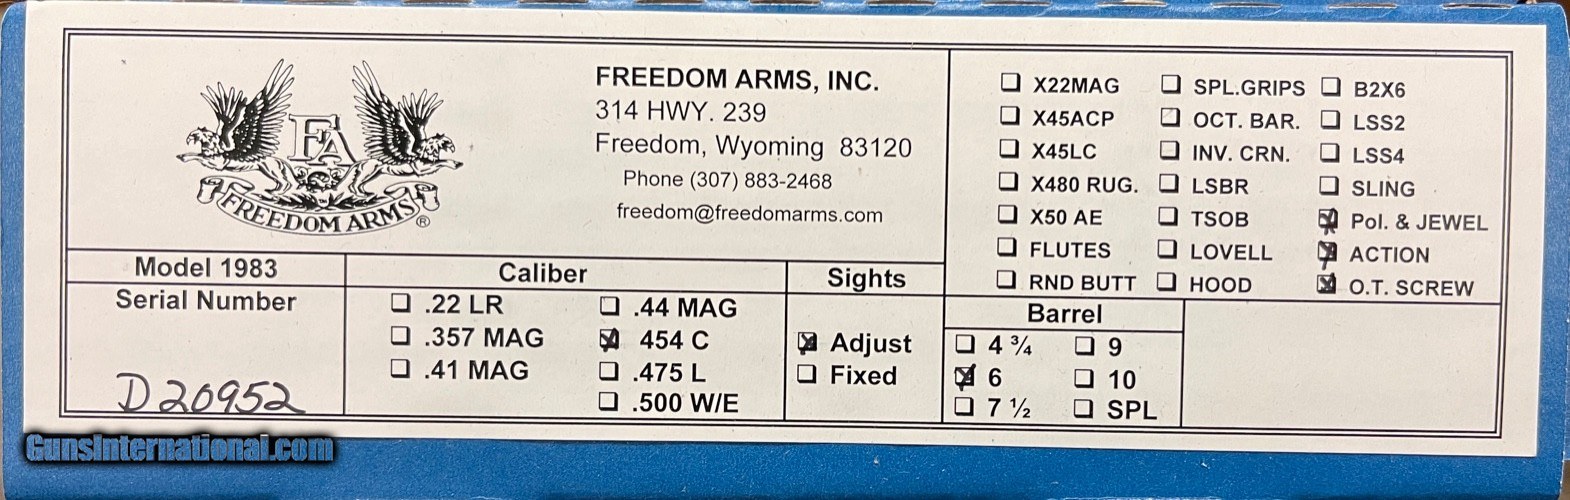 FA
FREEDOM ARMS ®
FREEDOM ARMS, INC.
314 HWY. 239
Freedom, Wyoming 83120
Phone (307) 883-2468
freedom@freedomarms.com
X22MAG SPL.GRIPS B2X6
X45ACP OCT. BAR. LSS2
X45LC INV. CRN. LSS4
X480 RUG. LSBR SLING
X50 AE TSOB Pol. & JEWEL
FLUTES LOVELL ACTION
RND BUTT HOOD O.T. SCREW
Model 1983
Serial Number
D20952
Caliber
.22 LR .44 MAG
.357 MAG 454 C
.41 MAG .475 L
.500 W/E
Sights
Adjust
Fixed
Barrel
4 ¾ 9
6 10
7 ½ SPL
GunsInternational.com